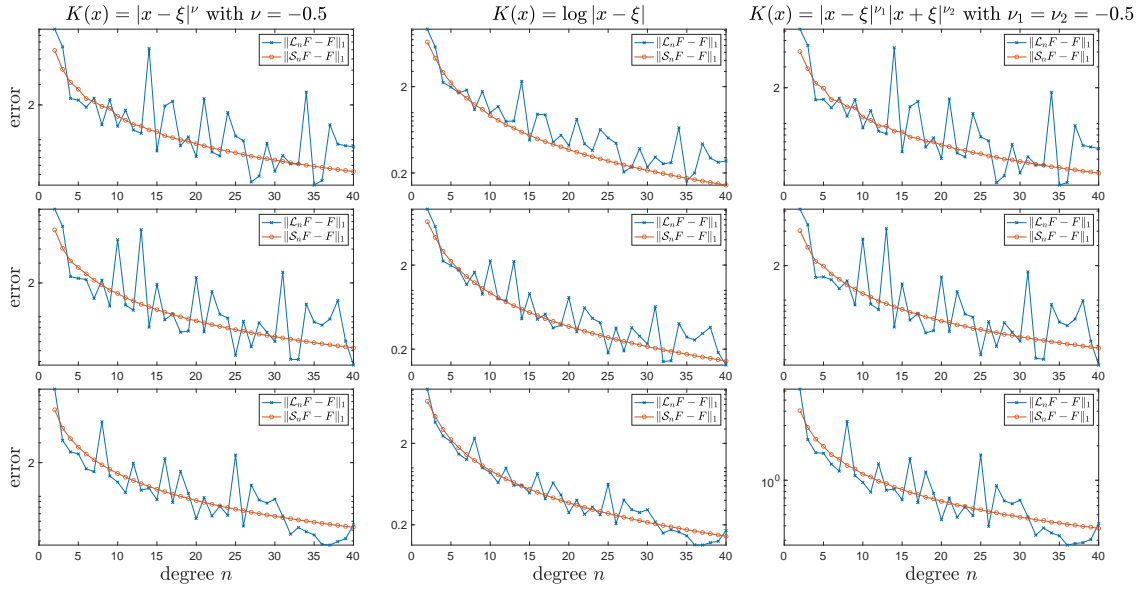 K(x) = |x − ξ|^ν with ν = −0.5
K(x) = log |x − ξ|
K(x) = |x − ξ|^ν₁|x + ξ|^ν₂ with ν₁ = ν₂ = −0.5
error
2
‖𝓛ₙF − F‖₁
‖𝓢ₙF − F‖₁
0 5 10 15 20 25 30 35 40
2
0.2
‖𝓛ₙF − F‖₁
‖𝓢ₙF − F‖₁
0 5 10 15 20 25 30 35 40
2
‖𝓛ₙF − F‖₁
‖𝓢ₙF − F‖₁
0 5 10 15 20 25 30 35 40
error
2
‖𝓛ₙF − F‖₁
‖𝓢ₙF − F‖₁
0 5 10 15 20 25 30 35 40
2
0.2
‖𝓛ₙF − F‖₁
‖𝓢ₙF − F‖₁
0 5 10 15 20 25 30 35 40
2
‖𝓛ₙF − F‖₁
‖𝓢ₙF − F‖₁
0 5 10 15 20 25 30 35 40
error
2
‖𝓛ₙF − F‖₁
‖𝓢ₙF − F‖₁
0 5 10 15 20 25 30 35 40
degree n
2
0.2
‖𝓛ₙF − F‖₁
‖𝓢ₙF − F‖₁
0 5 10 15 20 25 30 35 40
degree n
10⁰
‖𝓛ₙF − F‖₁
‖𝓢ₙF − F‖₁
0 5 10 15 20 25 30 35 40
degree n